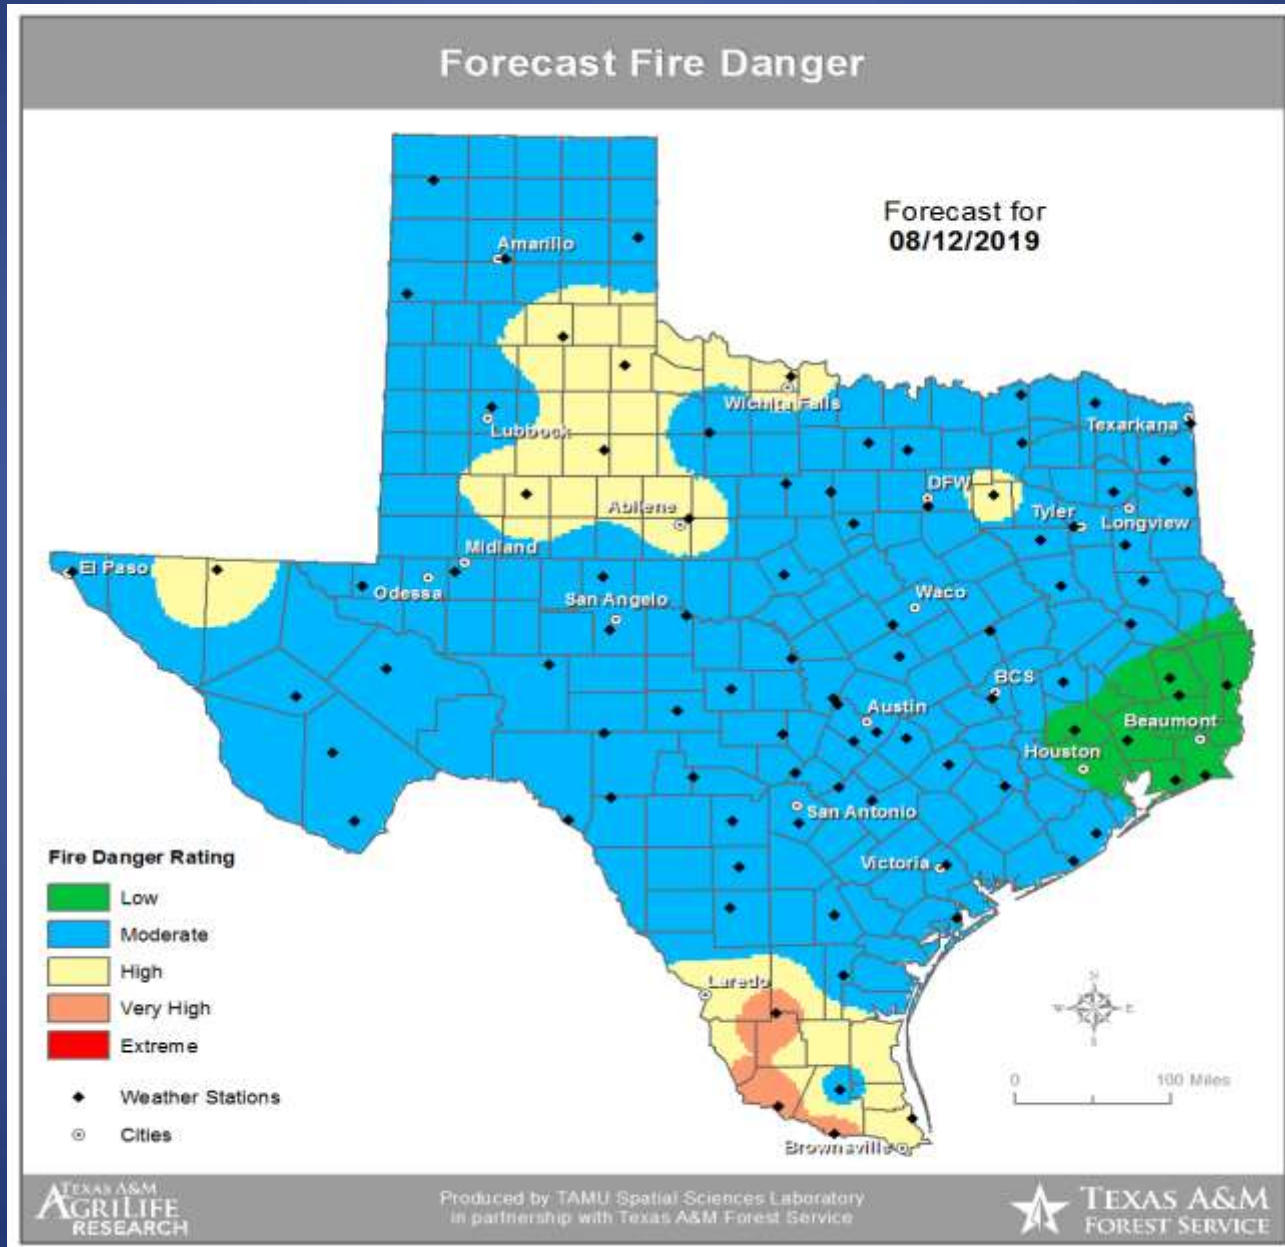 Forecast Fire Danger
Forecast for
08/12/2019
Amarillo
Wichita Falls
Lubbock
Texarkana
DFW
Abilene
Tyler
Longview
Midland
El Paso
Odessa
San Angelo
Waco
BCS
Austin
Beaumont
Houston
San Antonio
Victoria
Fire Danger Rating
Low
Moderate
High
Very High
Extreme
Weather Stations
Cities
Laredo
Brownsville
N
W
E
S
0
100 Miles
TEXAS A&M
AGRILIFE
RESEARCH
Produced by TAMU Spatial Sciences Laboratory
in partnership with Texas A&M Forest Service
TEXAS A&M
FOREST SERVICE